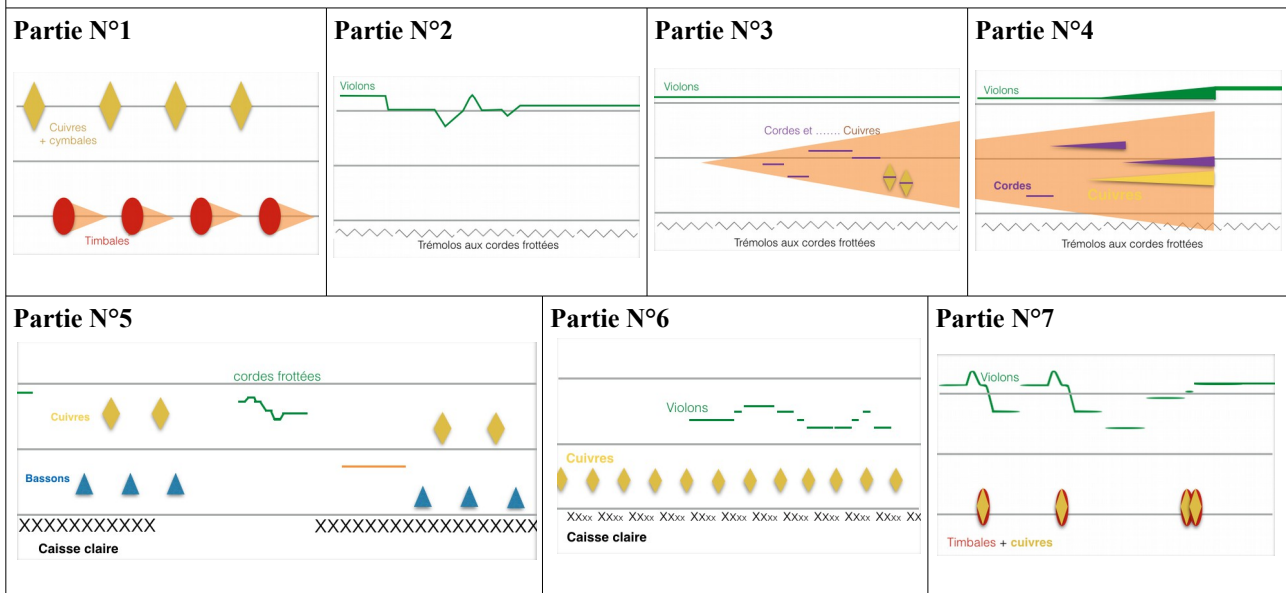 Partie N°1
Cuivres
+ cymbales
Timbales
Partie N°2
Violons
Trémolos aux cordes frottées
Partie N°3
Violons
Cordes et ....... Cuivres
Trémolos aux cordes frottées
Partie N°4
Violons
Cordes
Cuivres
Trémolos aux cordes frottées
Partie N°5
cordes frottées
Cuivres
Bassons
XXXXXXXXXXX XXXXXXXXXXXXXXXXXX
Caisse claire
Partie N°6
Violons
Cuivres
XXxx XXxx XXxx XXxx XXxx XXxx XXxx XXxx XXxx XXxx XXxx XX
Caisse claire
Partie N°7
Violons
Timbales + cuivres